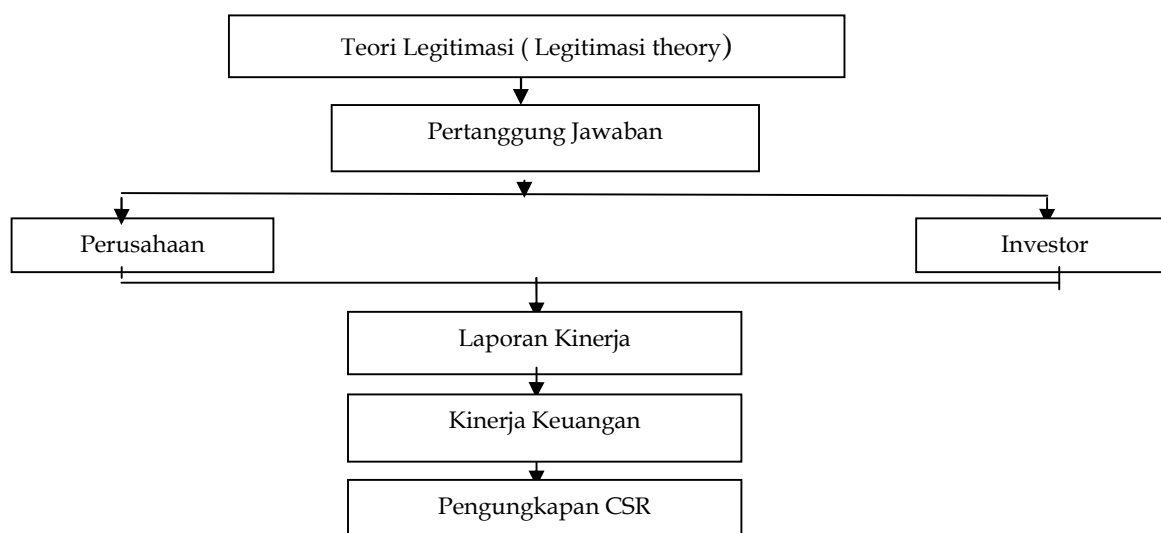 Teori Legitimasi ( Legitimasi theory)
Pertanggung Jawaban
Perusahaan
Investor
Laporan Kinerja
Kinerja Keuangan
Pengungkapan CSR